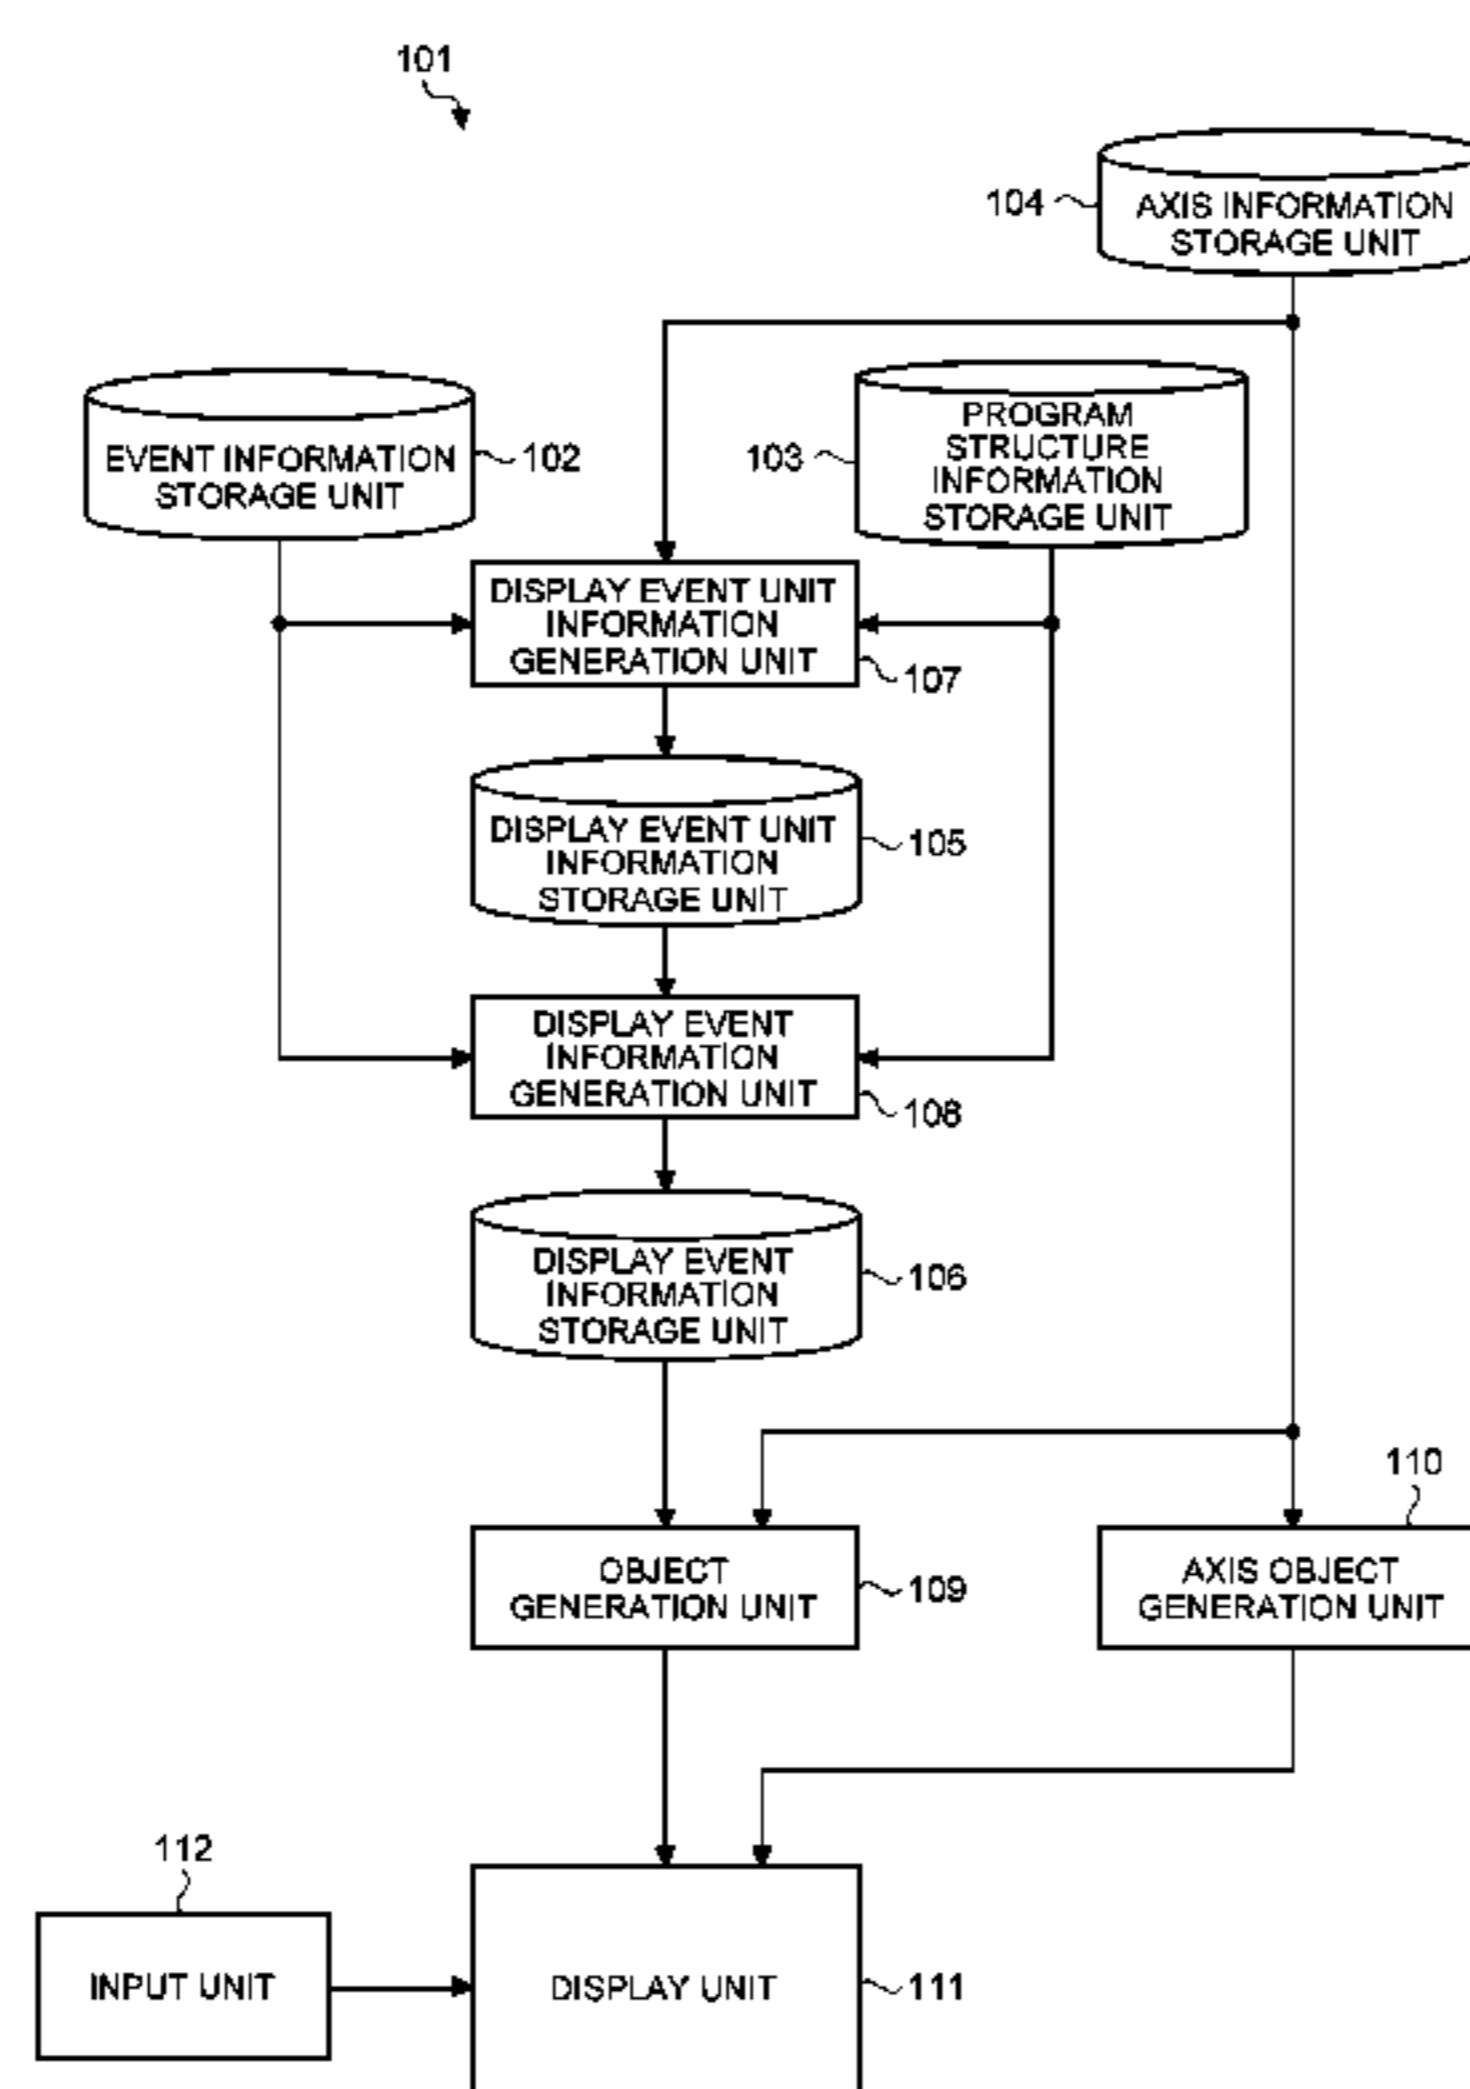 101
104
AXIS INFORMATION
STORAGE UNIT
EVENT INFORMATION
STORAGE UNIT
102
103
PROGRAM
STRUCTURE
INFORMATION
STORAGE UNIT
DISPLAY EVENT UNIT
INFORMATION
GENERATION UNIT
107
DISPLAY EVENT UNIT
INFORMATION
STORAGE UNIT
105
DISPLAY EVENT
INFORMATION
GENERATION UNIT
108
DISPLAY EVENT
INFORMATION
STORAGE UNIT
106
110
OBJECT
GENERATION UNIT
109
AXIS OBJECT
GENERATION UNIT
112
INPUT UNIT
DISPLAY UNIT
111